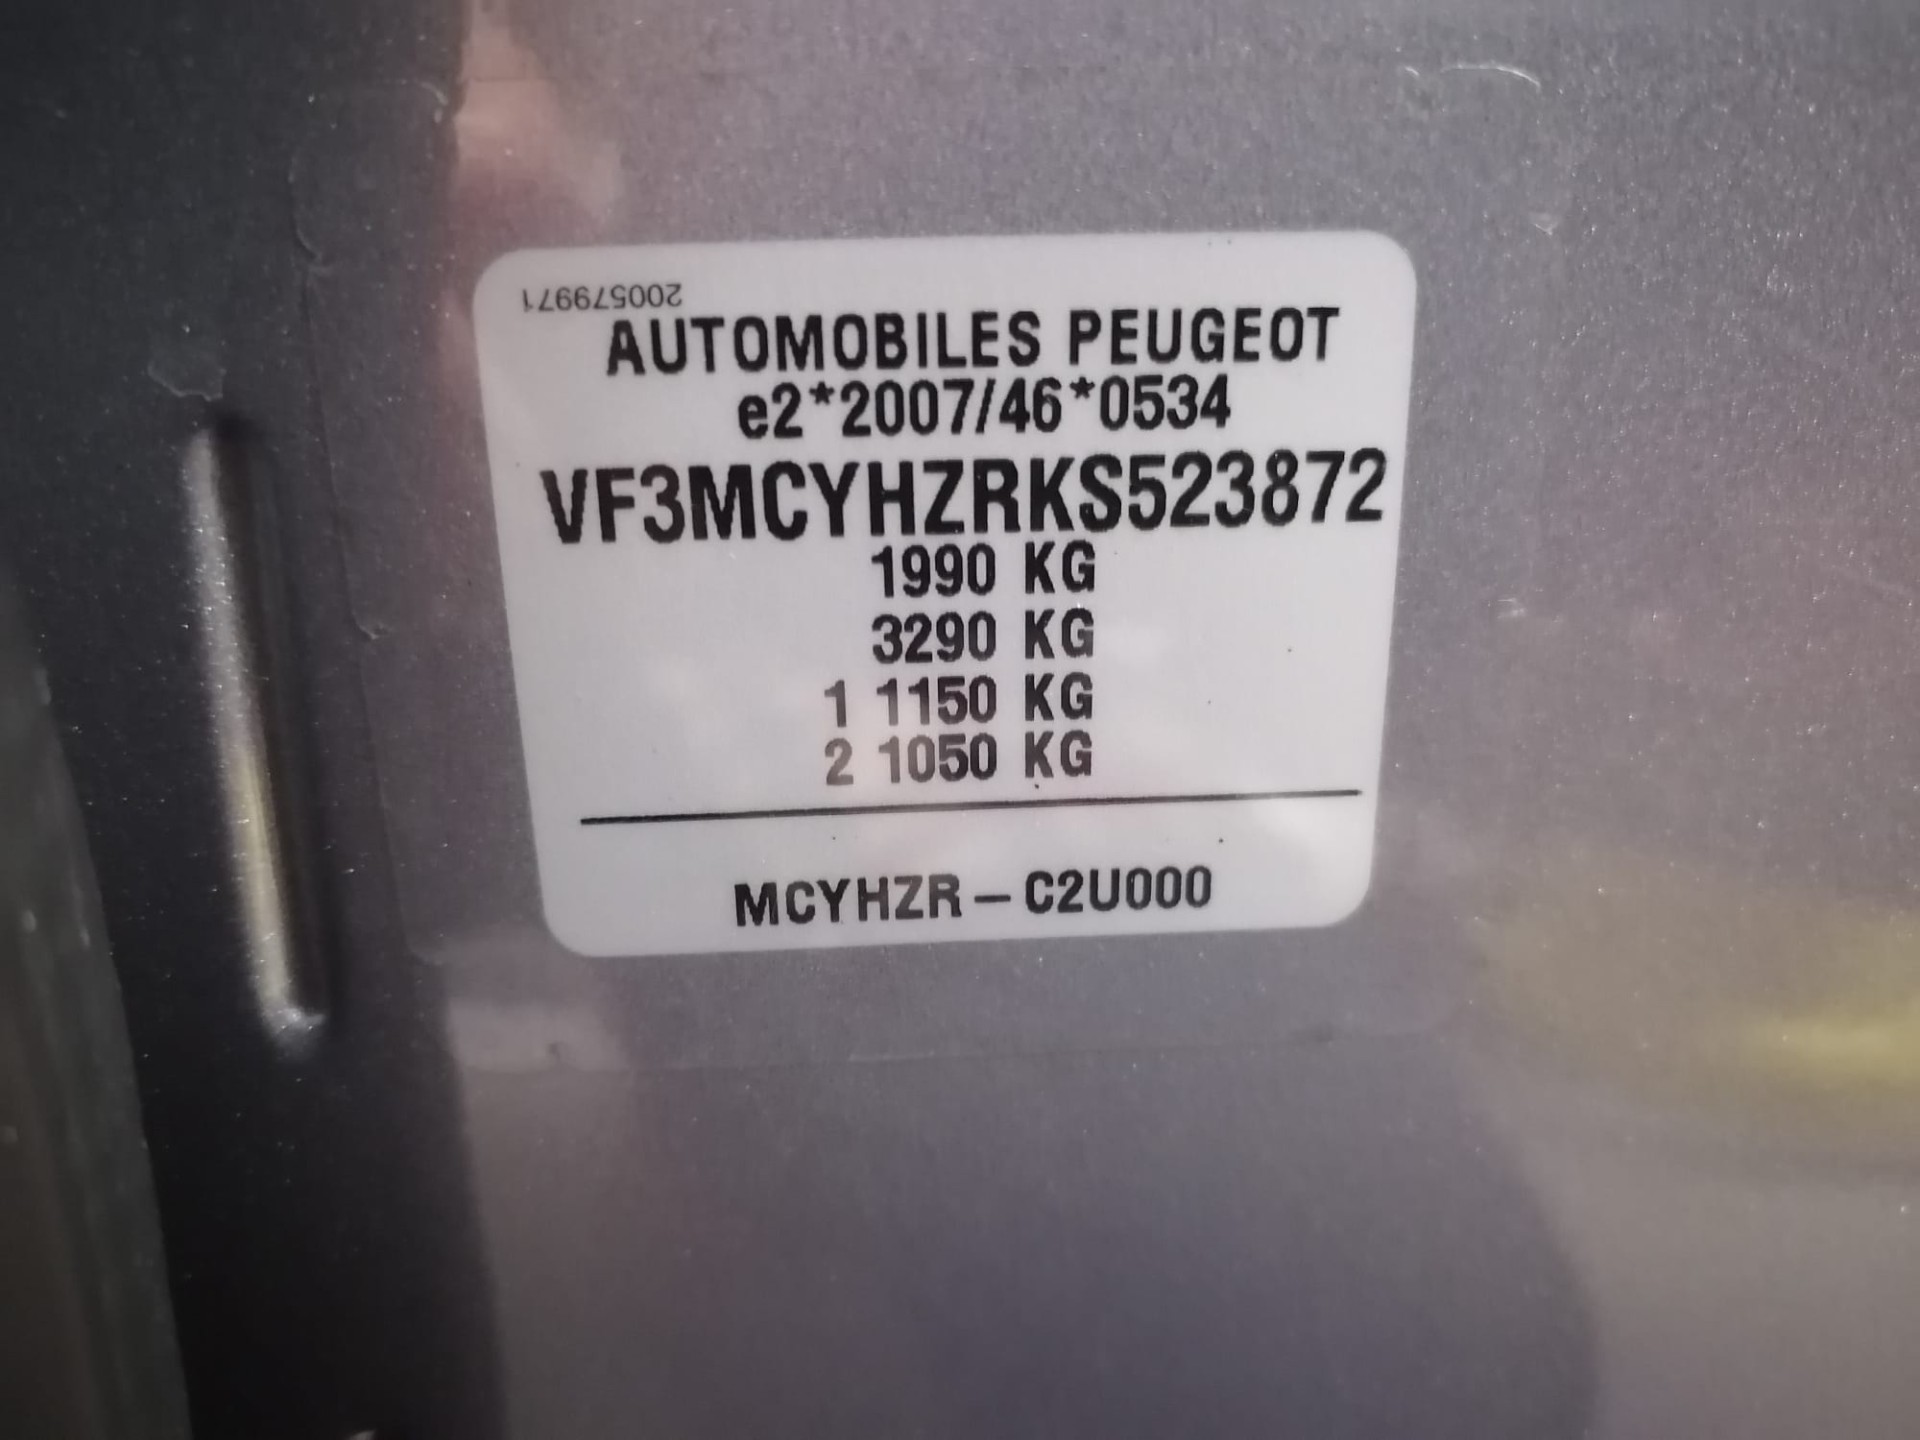 200579971
AUTOMOBILES PEUGEOT
e2*2007/46*0534
VF3MCYHZRKS523872
1990 KG
3290 KG
1 1150 KG
2 1050 KG
MCYHZR – C2U000